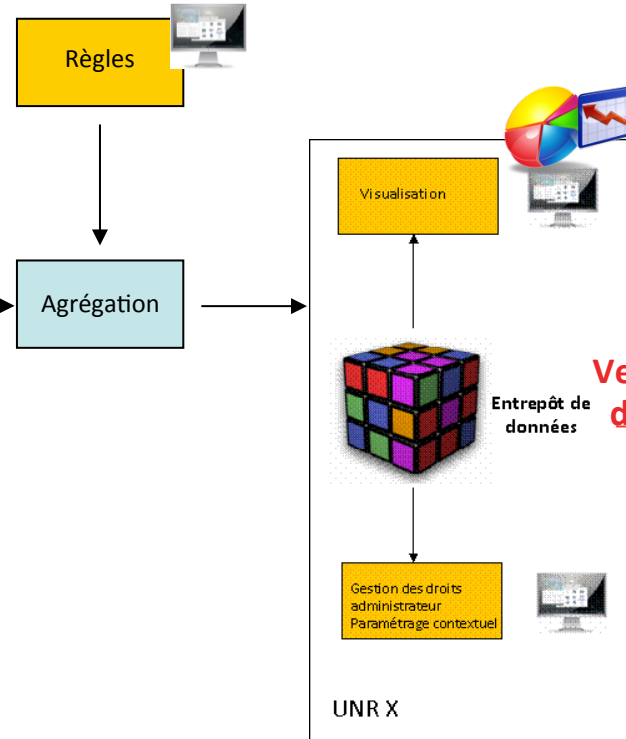 Règles
Visualisation
Agrégation
Entrepôt de
données
Gestion des droits
administrateur
Paramétrage contextuel
UNR X